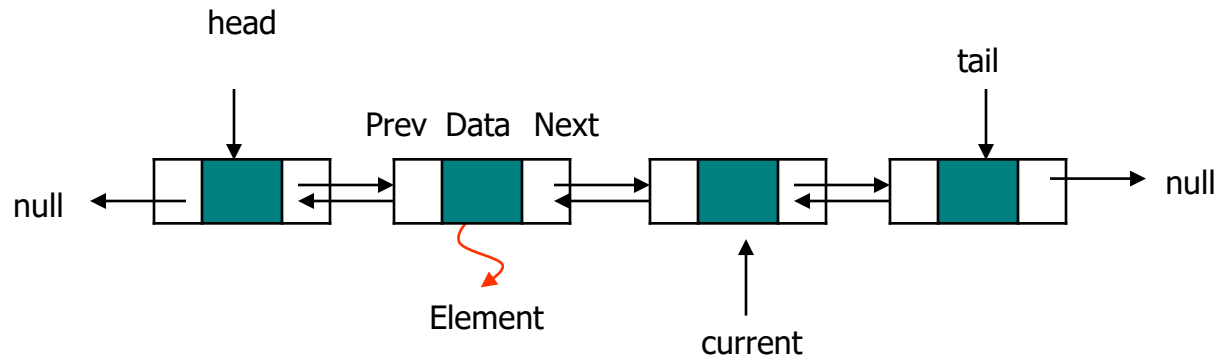 head
tail
Prev Data Next
null
null
Element
current